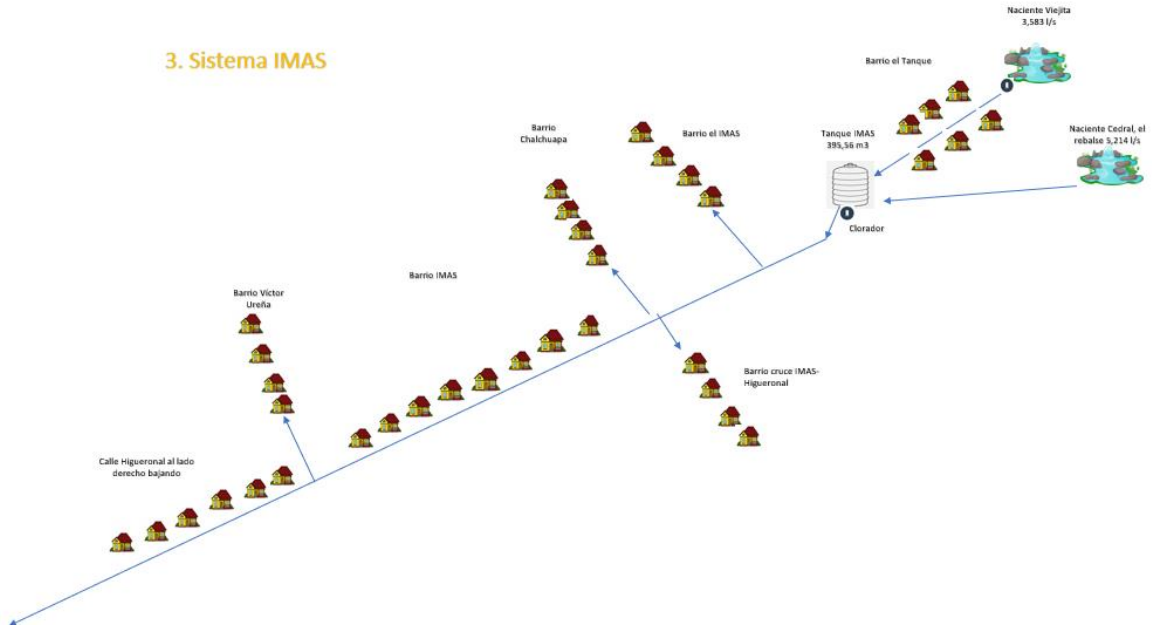 Naciente Viejita
3,583 l/s
3. Sistema IMAS
Barrio el Tanque
Barrio
Chalchuapa
Barrio el IMAS
Tanque IMAS
395,56 m3
Naciente Cedral, el
rebalse 5,214 l/s
Clorador
Barrio IMAS
Barrio Víctor
Ureña
Barrio cruce IMAS-
Higueronal
Calle Higueronal al lado
derecho bajando